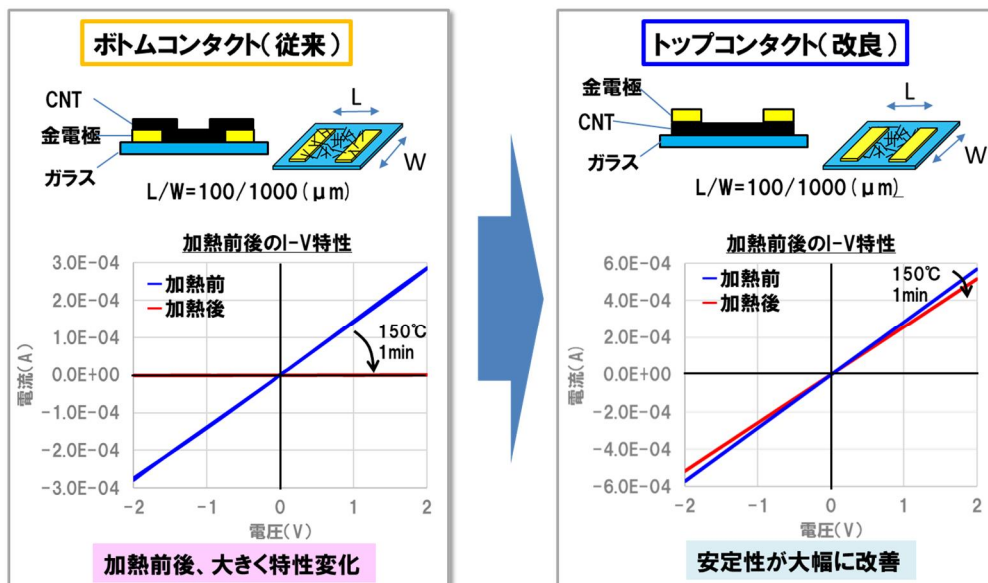 ボトムコンタクト(従来)
CNT
金電極
ガラス
L
W
L/W=100/1000(μm)
加熱前後のI-V特性
電流(A)
3.0E-04
2.0E-04
1.0E-04
0.0E+00
-1.0E-04
-2.0E-04
-3.0E-04
加熱前
加熱後
150℃
1min
-2
-1
0
1
2
電圧(V)
加熱前後、大きく特性変化
トップコンタクト(改良)
金電極
CNT
ガラス
L
W
L/W=100/1000(μm)
加熱前後のI-V特性
電流(A)
6.0E-04
4.0E-04
2.0E-04
0.0E+00
-2.0E-04
-4.0E-04
-6.0E-04
加熱前
加熱後
150℃
1min
-2
-1
0
1
2
電圧(V)
安定性が大幅に改善